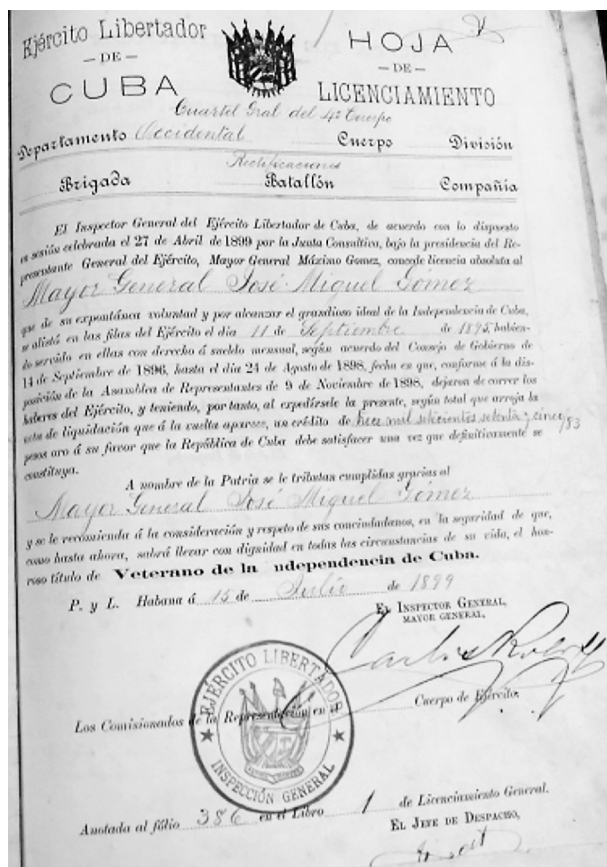 Ejército Libertador
— DE —
CUBA
HOJA
— DE —
LICENCIAMIENTO
Cuartel Gral del 4º Cuerpo
Departamento Occidental Cuerpo División
Rectificaciones
Brigada Batallón Compañía
El Inspector General del Ejército Libertador de Cuba, de acuerdo con lo dispuesto
en sesión celebrada el 27 de Abril de 1899 por la Junta Consultiva, bajo la presidencia del Re-
presentante General del Ejército, Mayor General Máximo Gomez, concede licencia absoluta al
Mayor General José Miguel Gómez
que de su expontánea voluntad y por alcanzar el grandioso ideal de la Independencia de Cuba,
se alistó en las filas del Ejército el dia 11 de Septiembre de 1895, habien-
do servido en ellas con derecho á sueldo mensual, según acuerdo del Consejo de Gobierno de
14 de Septiembre de 1896, hasta el dia 24 de Agosto de 1898, fecha en que, conforme á la dis-
posición de la Asamblea de Representantes de 9 de Noviembre de 1898, dejaron de correr los
haberes del Ejército, y teniendo, por tanto, al expedírsele la presente, según total que arroja la
nota de liquidación que á la vuelta aparece, un crédito de trece mil setecientos setenta y cinco /83
pesos oro á su favor que la República de Cuba debe satisfacer una vez que definitivamente se
constituya.
A nombre de la Patria se le tributan cumplidas gracias al
Mayor General José Miguel Gómez
y se le recomienda á la consideración y respeto de sus conciudadanos, en la seguridad de que,
como hasta ahora, sabrá llevar con dignidad en todas las circunstancias de su vida, el hon-
roso título de Veterano de la ndependencia de Cuba.
P. y L. Habana á 15 de Julio de 1899
EL INSPECTOR GENERAL,
MAYOR GENERAL,
EJÉRCITO LIBERTADOR
Los Comisionados de la Representación en el Cuerpo de Ejército.
INSPECCIÓN GENERAL
Anotada al fólio 386 en el Libro 1 de Licenciamiento General.
EL JEFE DE DESPACHO,